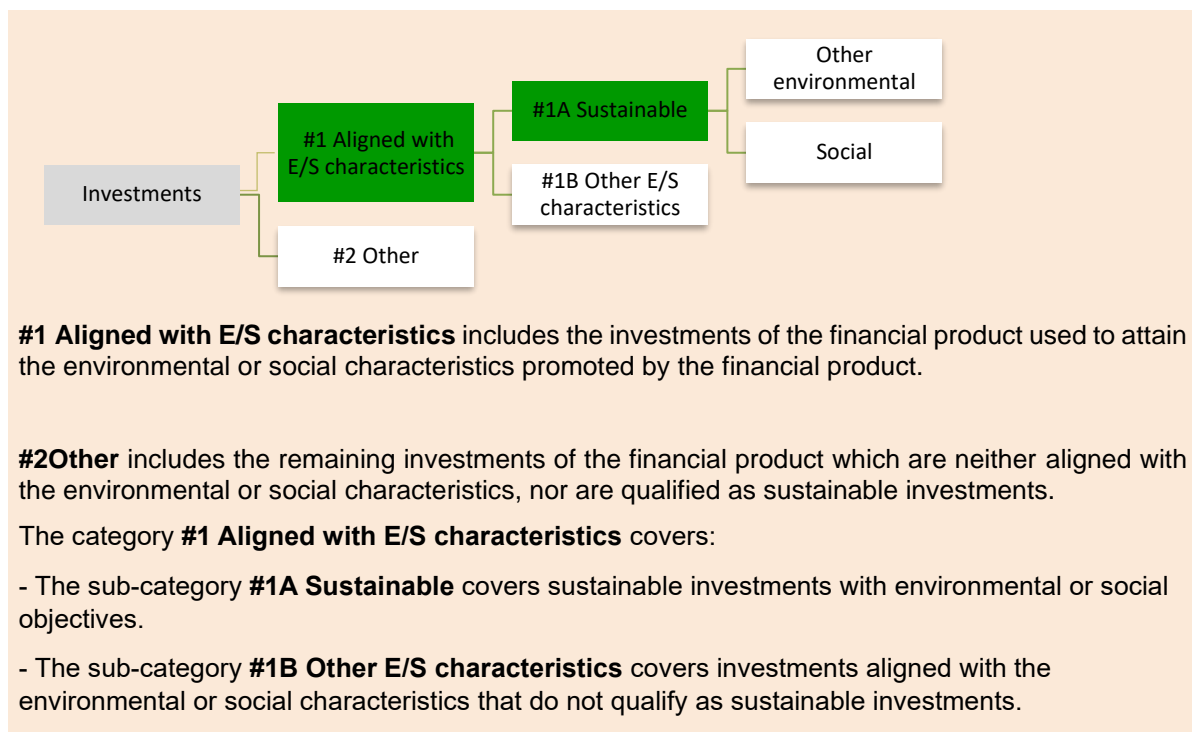 Other
environmental
#1A Sustainable
#1 Aligned with
E/S characteristics
Social
#1B Other E/S
characteristics
Investments
#2 Other
#1 Aligned with E/S characteristics includes the investments of the financial product used to attain
the environmental or social characteristics promoted by the financial product.
#2Other includes the remaining investments of the financial product which are neither aligned with
the environmental or social characteristics, nor are qualified as sustainable investments.
The category #1 Aligned with E/S characteristics covers:
- The sub-category #1A Sustainable covers sustainable investments with environmental or social
objectives.
- The sub-category #1B Other E/S characteristics covers investments aligned with the
environmental or social characteristics that do not qualify as sustainable investments.